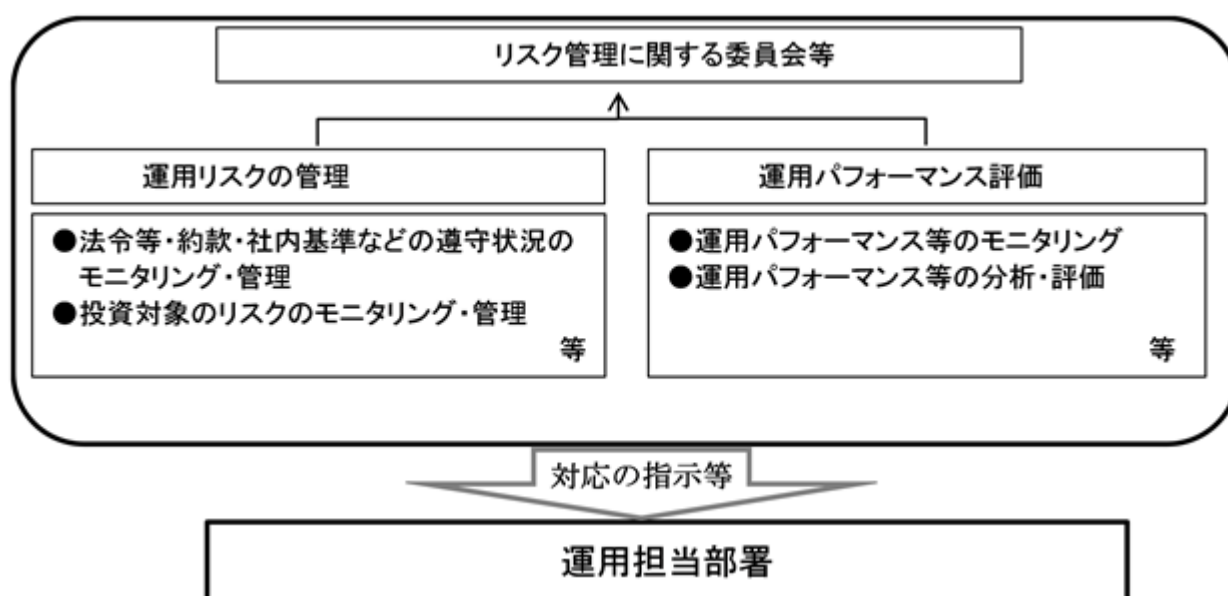 リスク管理に関する委員会等
運用リスクの管理
●法令等・約款・社内基準などの遵守状況の
モニタリング・管理
●投資対象のリスクのモニタリング・管理
等
運用パフォーマンス評価
●運用パフォーマンス等のモニタリング
●運用パフォーマンス等の分析・評価
等
対応の指示等
運用担当部署